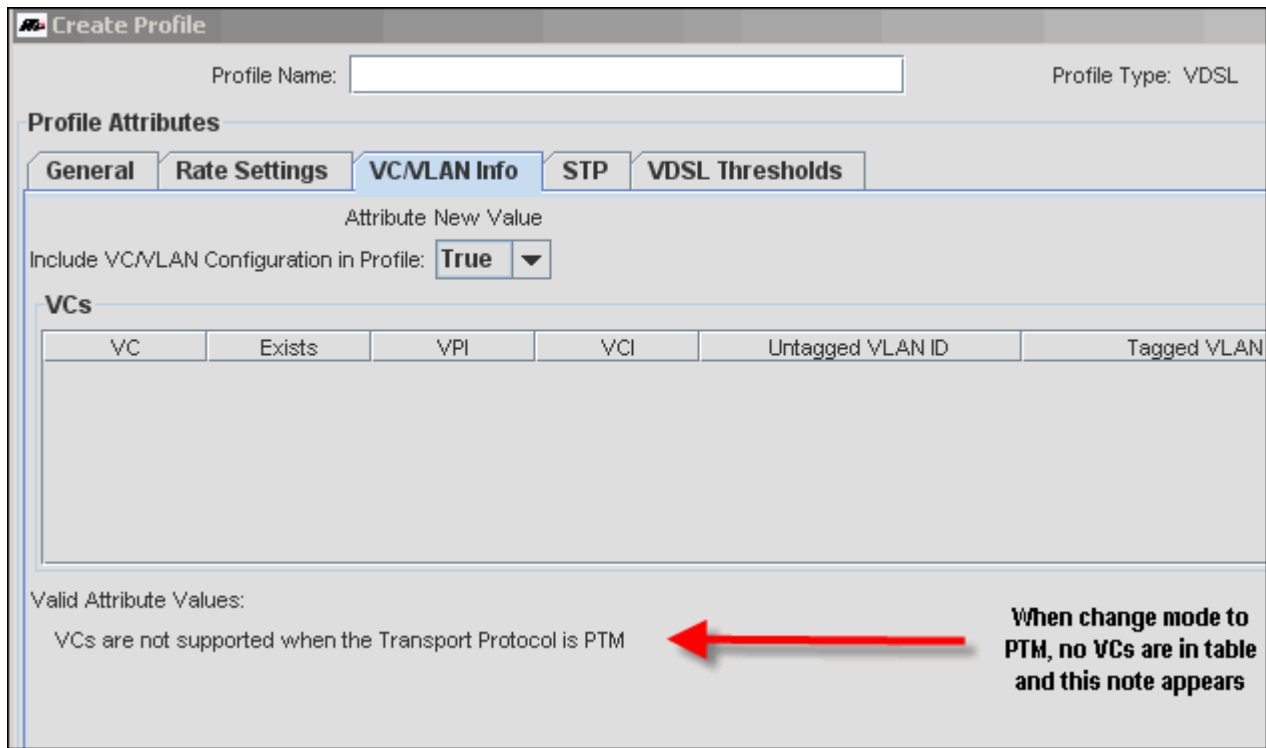 Create Profile
Profile Name:
Profile Type: VDSL
Profile Attributes
General
Rate Settings
VC/VLAN Info
STP
VDSL Thresholds
Attribute New Value
Include VC/VLAN Configuration in Profile: True
VCs
VC Exists VPI VCI Untagged VLAN ID Tagged VLAN
Valid Attribute Values:
VCs are not supported when the Transport Protocol is PTM
When change mode to
PTM, no VCs are in table
and this note appears